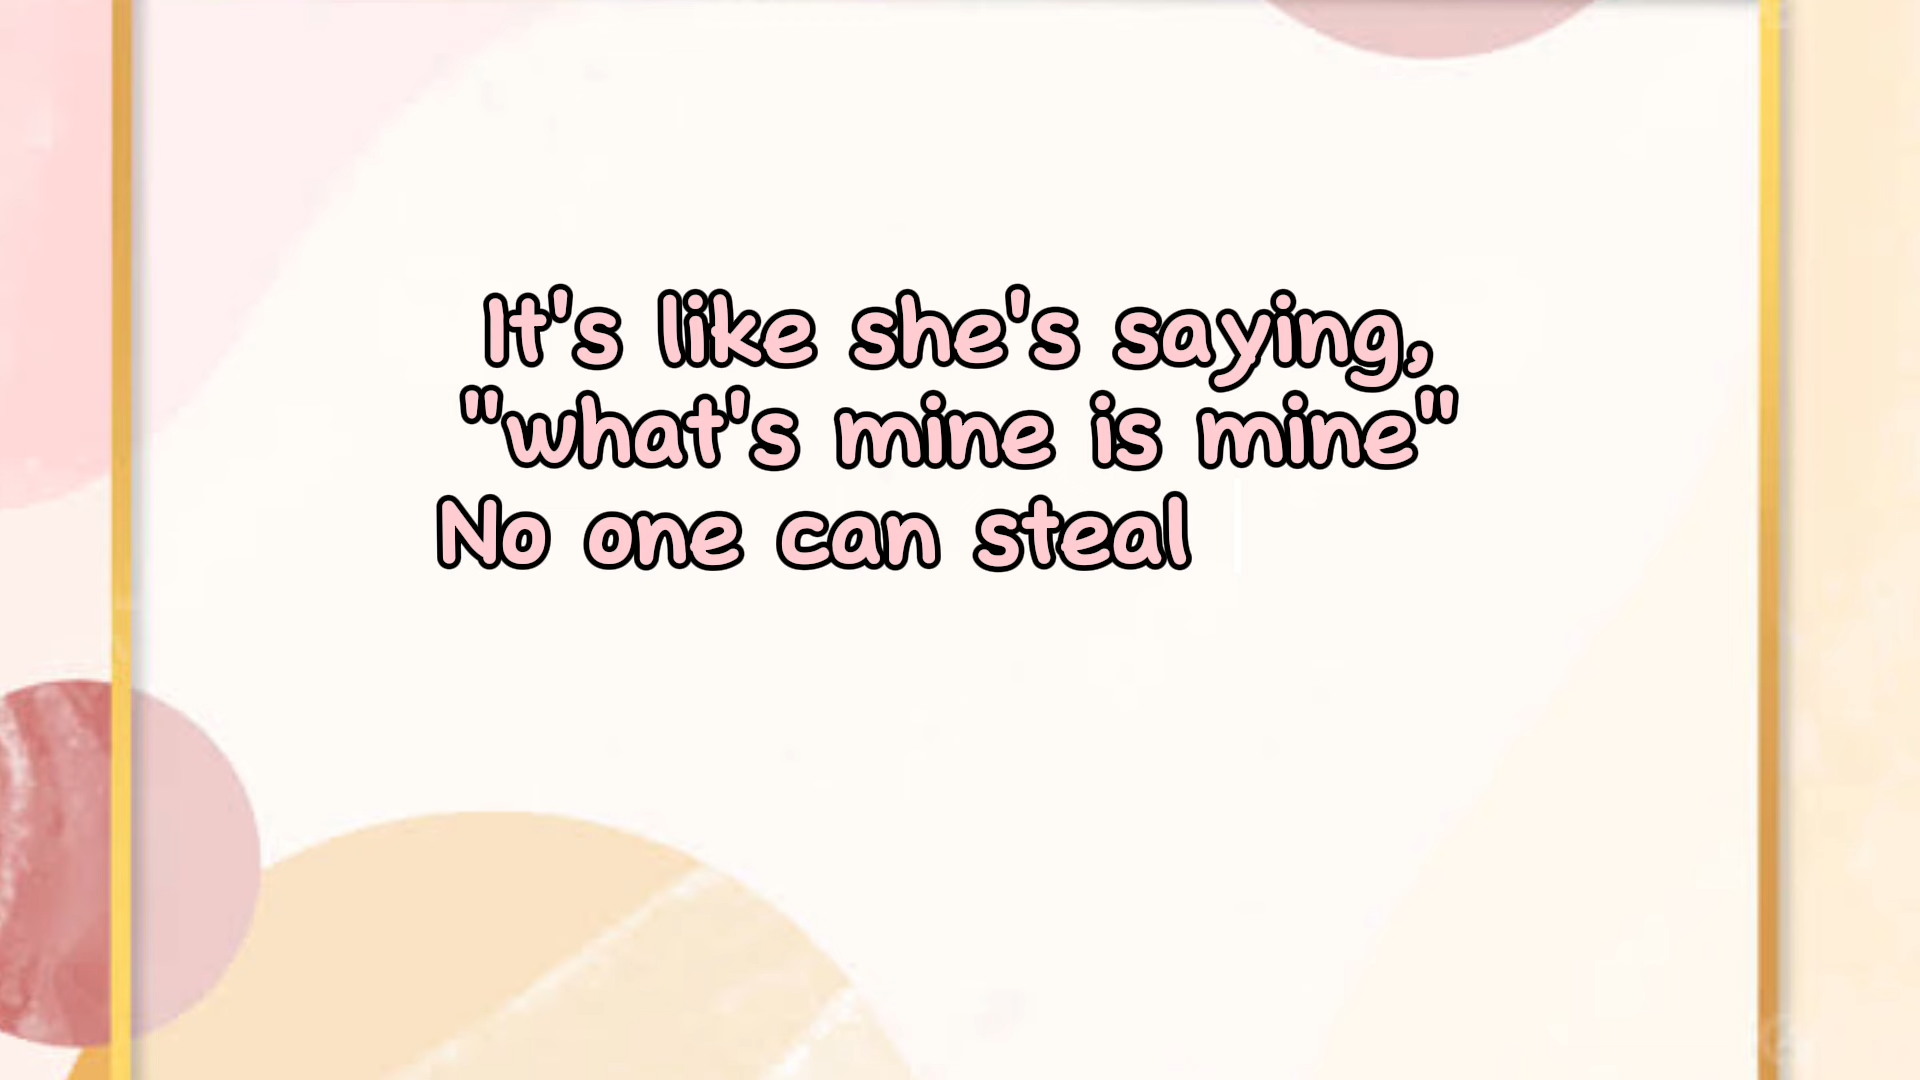 It's like she's saying,
"what's mine is mine"
No one can steal